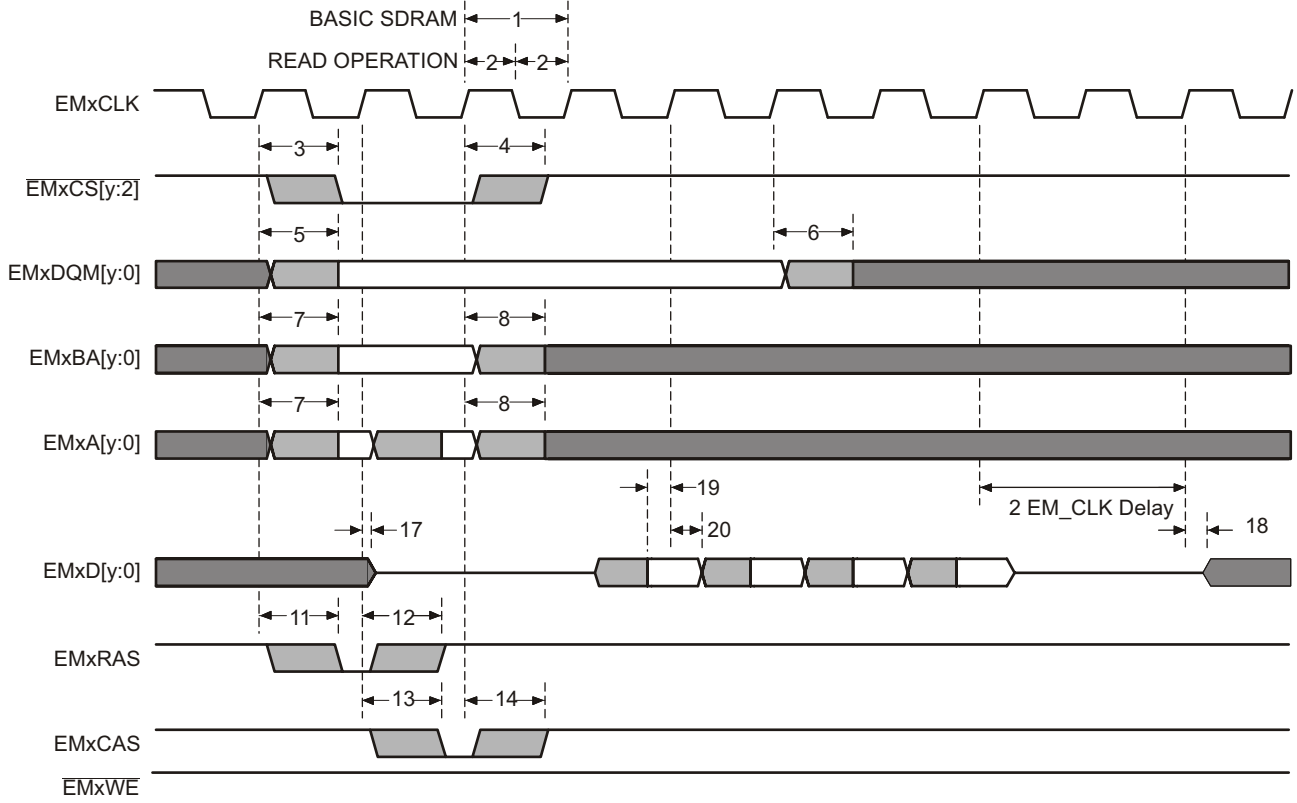 BASIC SDRAM
1
READ OPERATION
2 2
EMxCLK
3 4
EMxCS[y:2]
5 6
EMxDQM[y:0]
7 8
EMxBA[y:0]
7 8
EMxA[y:0]
19
2 EM_CLK Delay
17 20 18
EMxD[y:0]
11 12
EMxRAS
13 14
EMxCAS
EMxWE